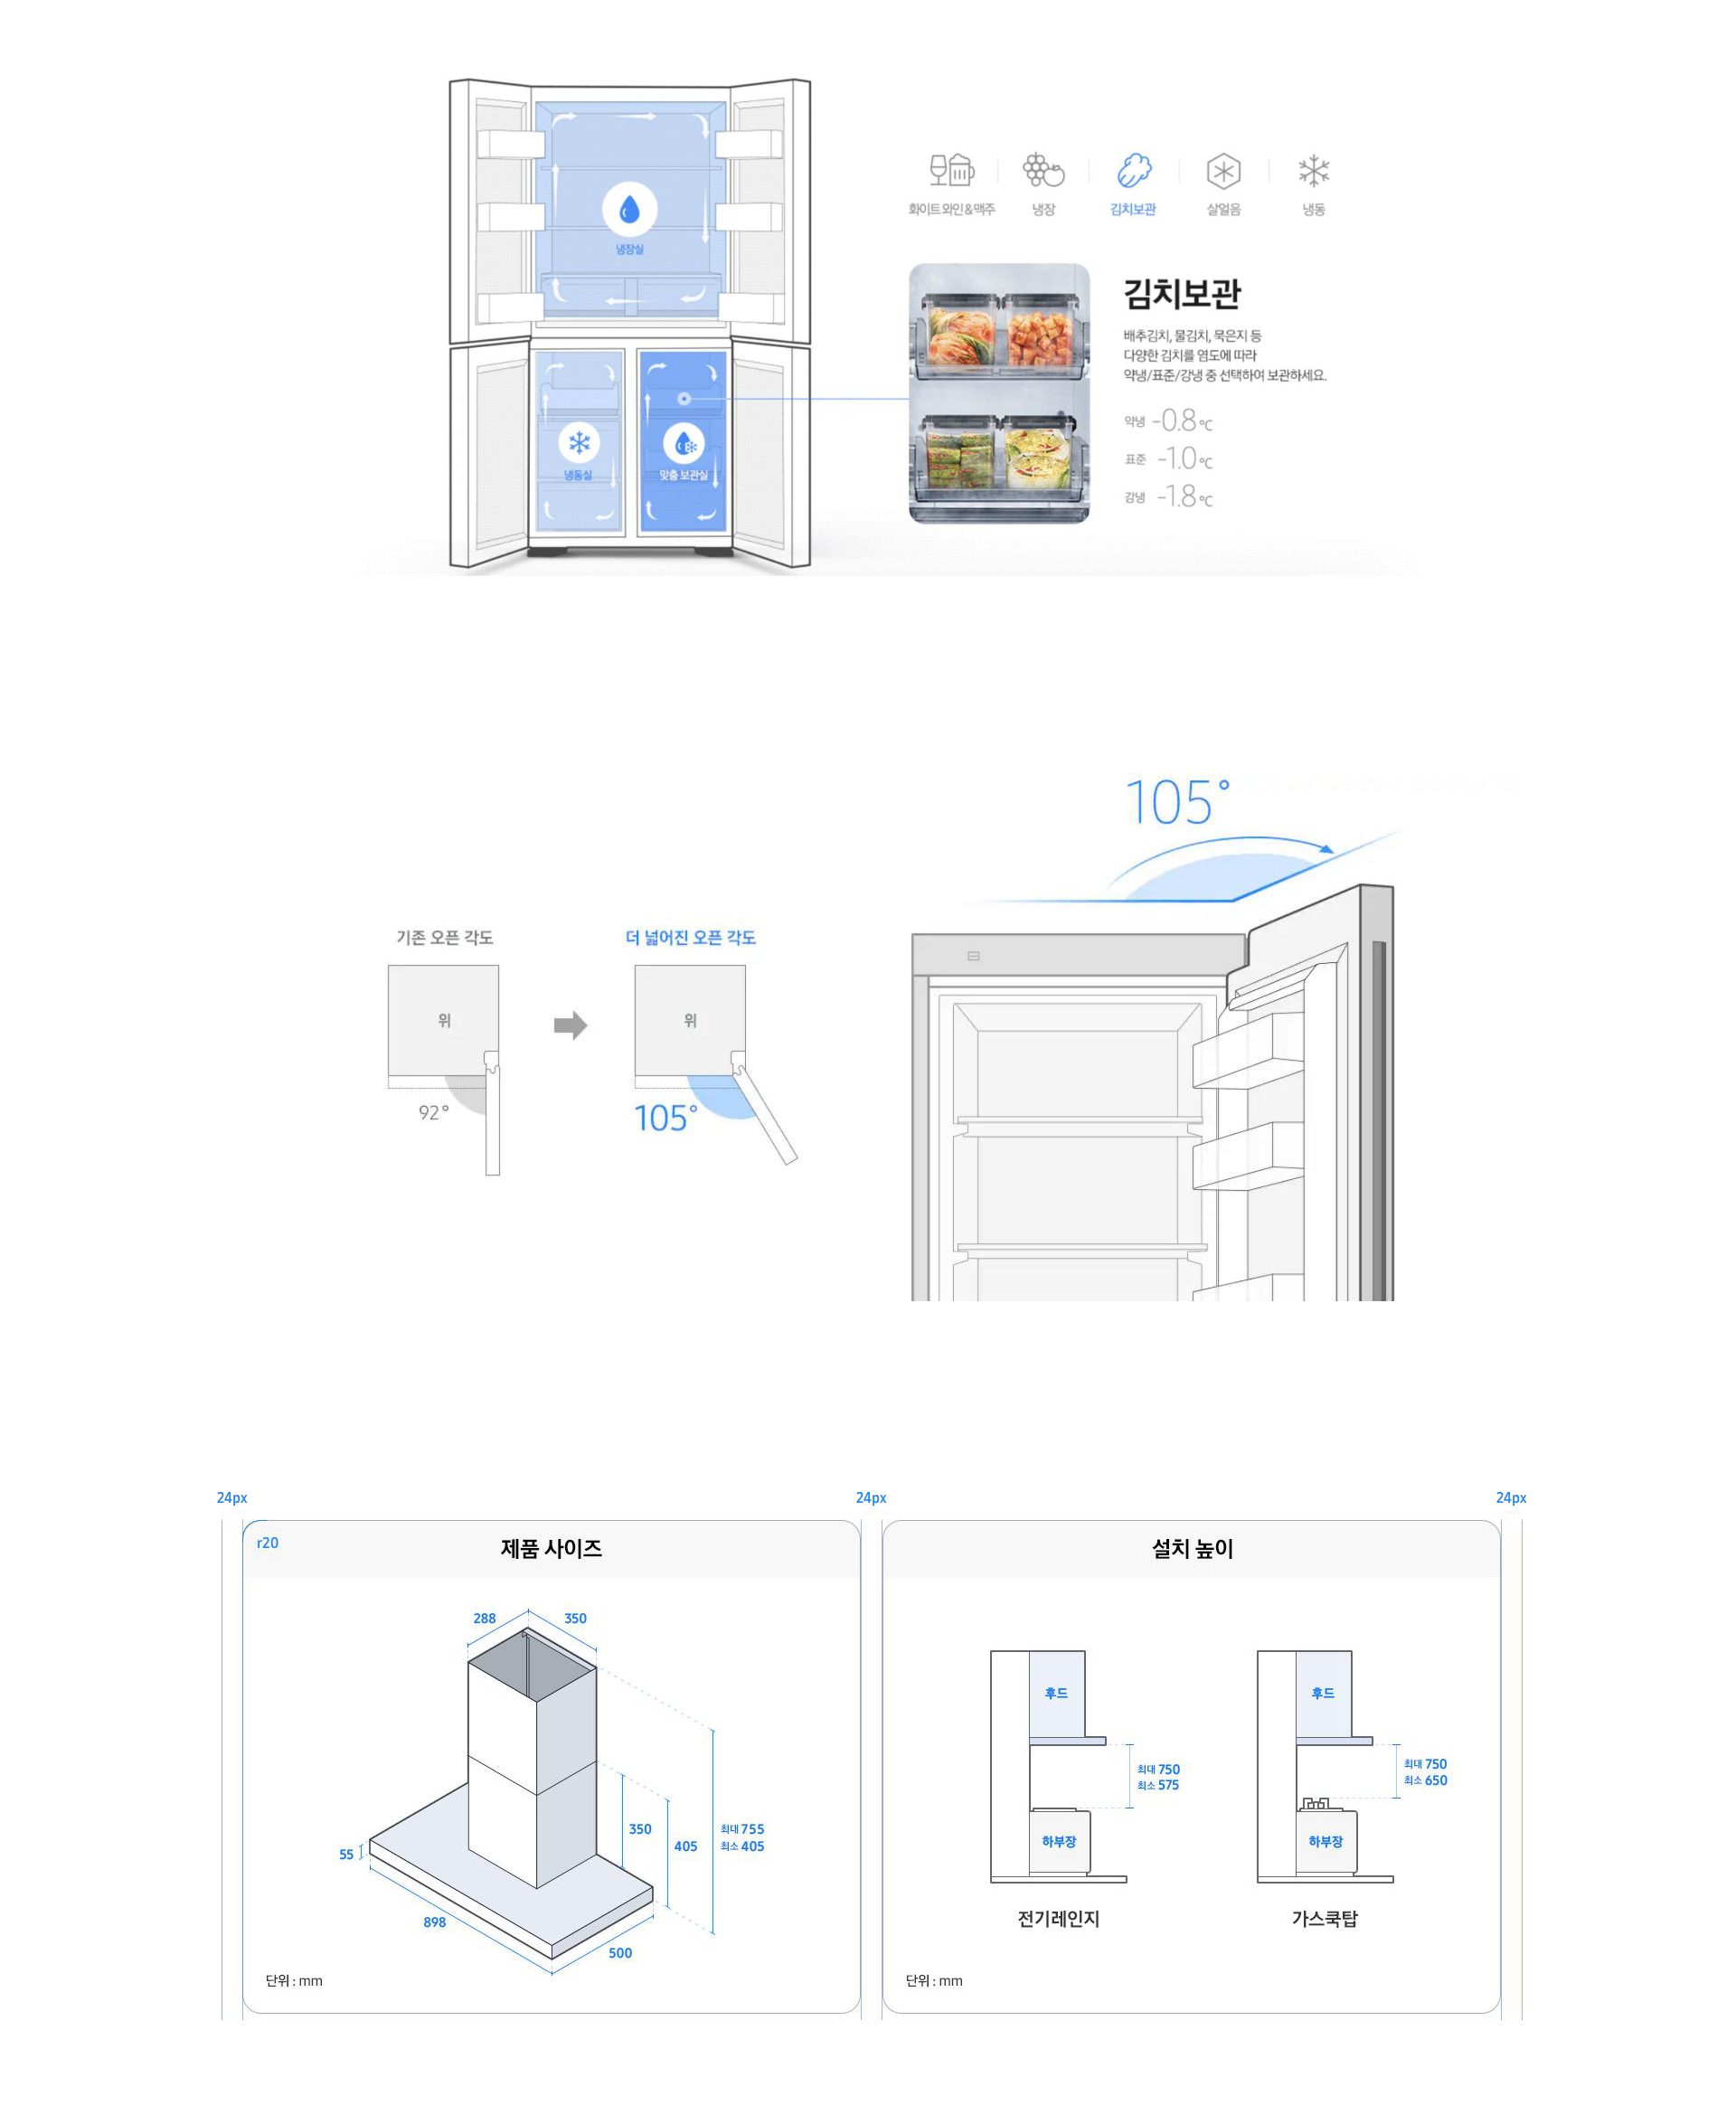 화이트 와인 & 맥주
냉장
김치보관
살얼음
냉동
냉장실
냉동실
맞춤 보관실
김치보관
배추김치, 물김치, 묵은지 등
다양한 김치를 염도에 따라
약냉/표준/강냉 중 선택하여 보관하세요.
약냉 -0.8℃
표준 -1.0℃
강냉 -1.8℃
기존 오픈 각도
위
92°
더 넓어진 오픈 각도
위
105°
105°
24px
24px
24px
r20
제품 사이즈
288
350
350
405
최대 755
최소 405
55
898
500
단위 : mm
설치 높이
후드
최대 750
최소 575
하부장
전기레인지
후드
최대 750
최소 650
하부장
가스쿡탑
단위 : mm